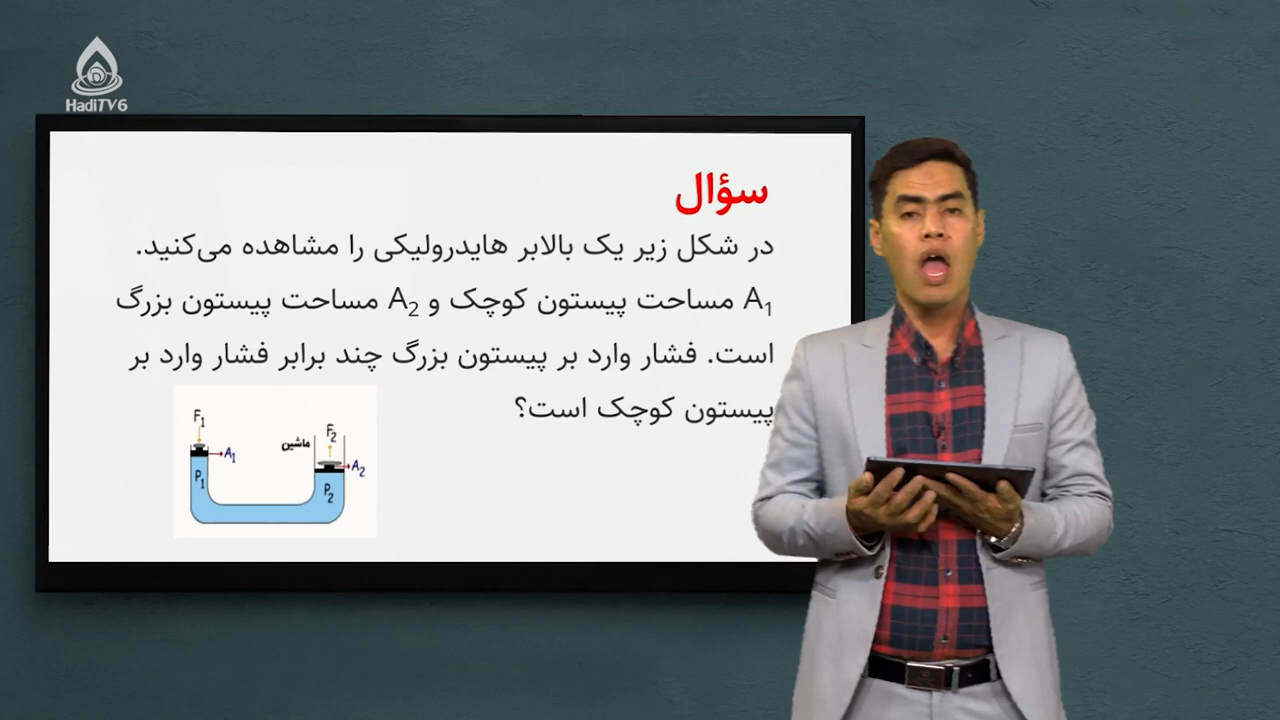 HadiTV6
سؤال
در شکل زیر یک بالابر هایدرولیکی را مشاهده می‌کنید.
A₁ مساحت پیستون کوچک و A₂ مساحت پیستون بزرگ
است. فشار وارد بر پیستون بزرگ چند برابر فشار وارد بر
پیستون کوچک است؟
F₁
ماشین
F₂
A₁
A₂
P₁
P₂